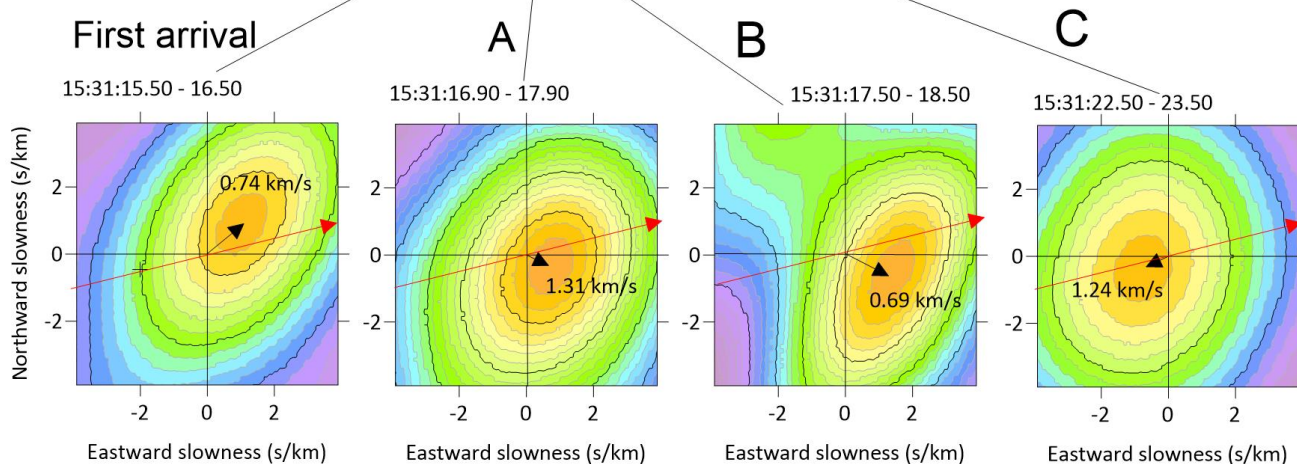 First arrival
A
B
C
15:31:15.50 - 16.50
15:31:16.90 - 17.90
15:31:17.50 - 18.50
15:31:22.50 - 23.50
Northward slowness (s/km)
2
0
-2
0.74 km/s
-2
0
2
Eastward slowness (s/km)
2
0
-2
1.31 km/s
-2
0
2
Eastward slowness (s/km)
2
0
-2
0.69 km/s
-2
0
2
Eastward slowness (s/km)
2
0
-2
1.24 km/s
-2
0
2
Eastward slowness (s/km)